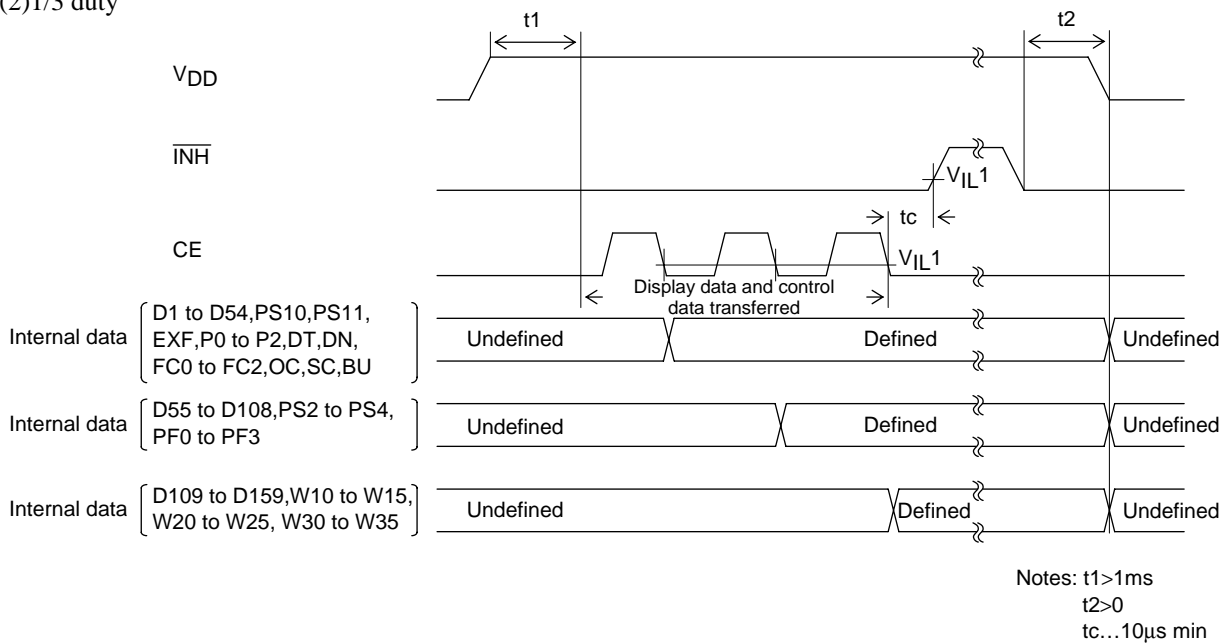 (2)1/3 duty
t1
t2
VDD
INH
VIL1
tc
CE
VIL1
Display data and control
data transferred
Internal data
D1 to D54,PS10,PS11,
EXF,P0 to P2,DT,DN,
FC0 to FC2,OC,SC,BU
Undefined
Defined
Undefined
Internal data
D55 to D108,PS2 to PS4,
PF0 to PF3
Undefined
Defined
Undefined
Internal data
D109 to D159,W10 to W15,
W20 to W25, W30 to W35
Undefined
Defined
Undefined
Notes: t1>1ms
t2>0
tc…10μs min